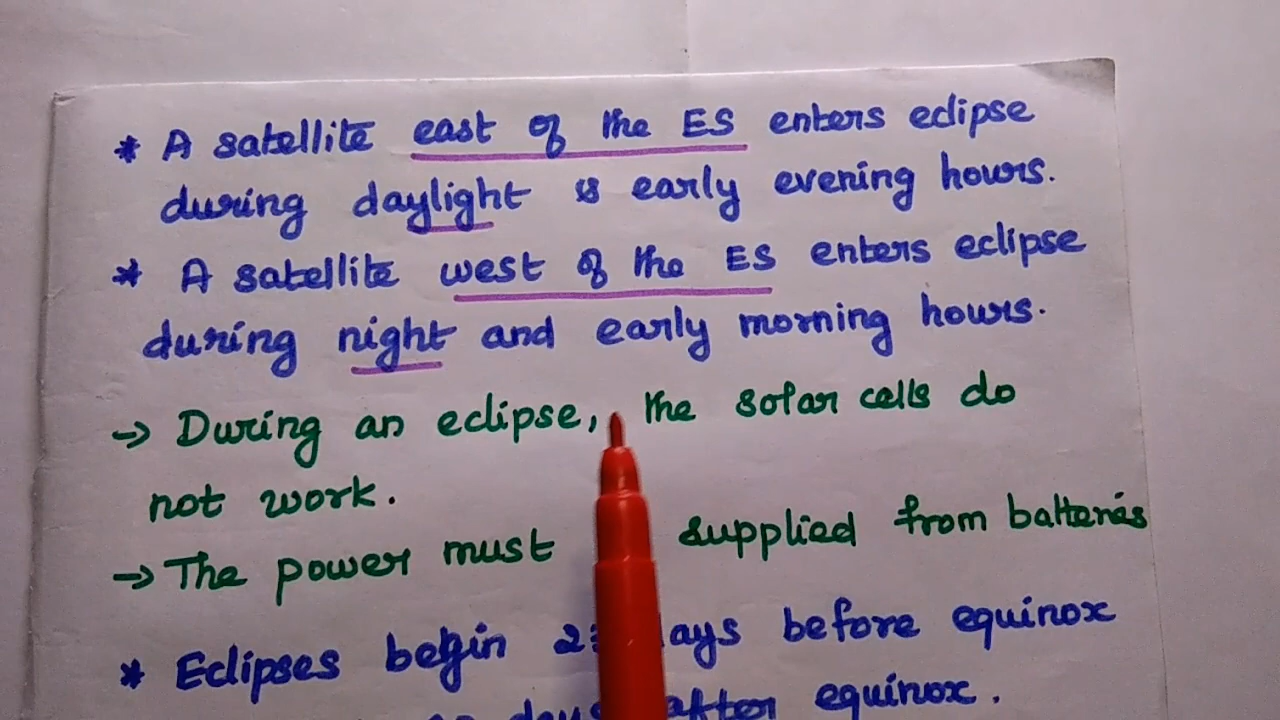 * A satellite east of the ES enters eclipse
during daylight & early evening hours.
* A satellite west of the ES enters eclipse
during night and early morning hours.
→ During an eclipse, the solar cells do
not work.
→ The power must supplied from batteries
* Eclipses begin before equinox
after equinox.